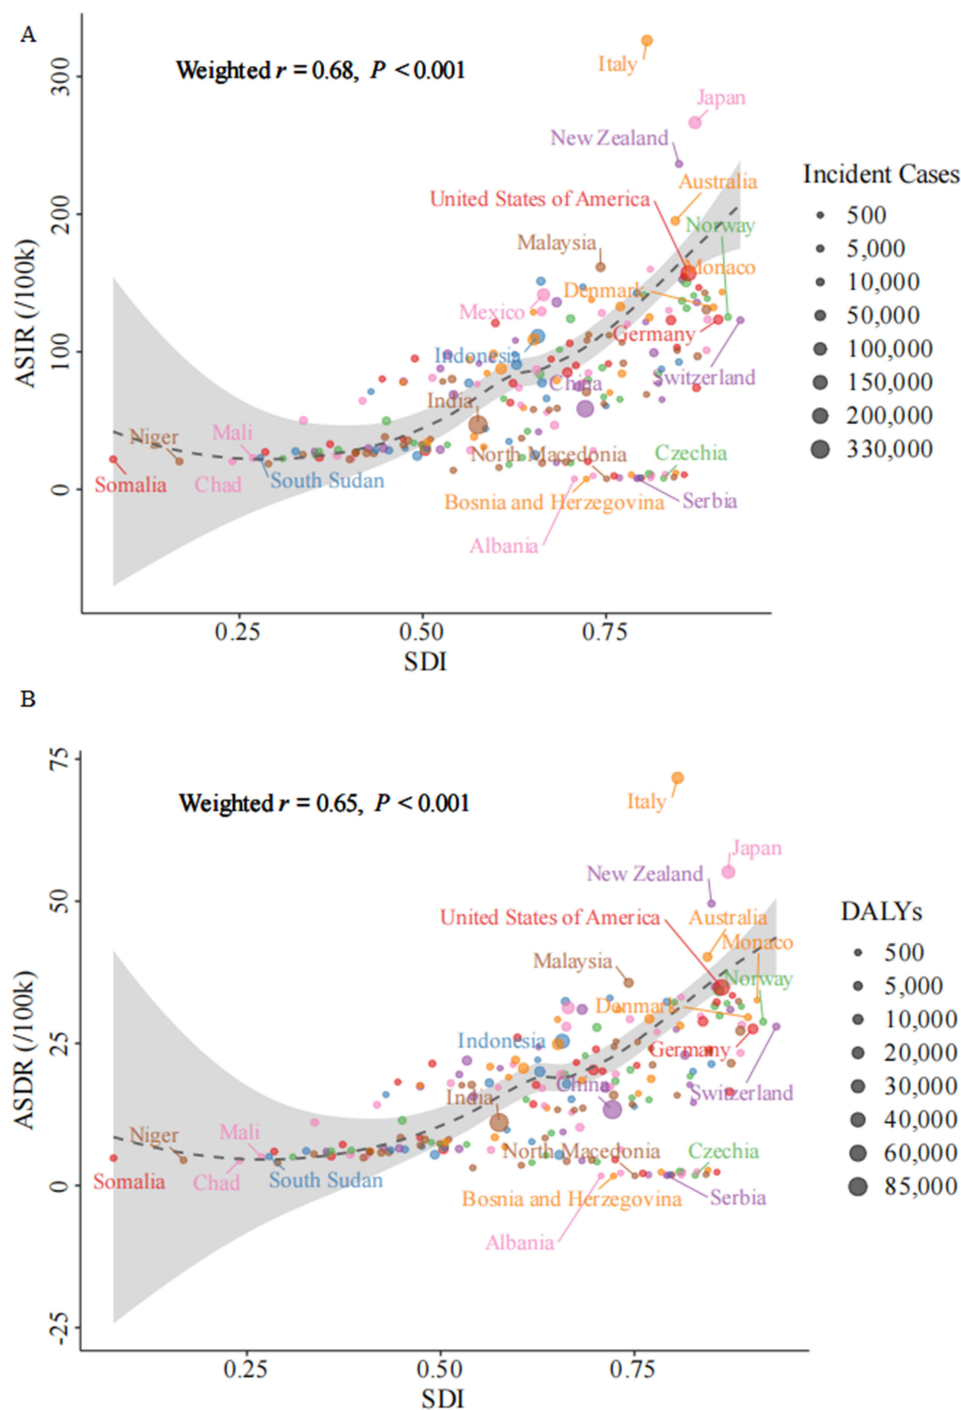 A
Weighted r = 0.68, P < 0.001
Italy
Japan
New Zealand
Australia
United States of America
Norway
Malaysia
Monaco
Denmark
Mexico
Germany
Indonesia
China
Switzerland
India
Niger
Mali
North Macedonia
Czechia
Somalia
Chad
South Sudan
Bosnia and Herzegovina
Serbia
Albania
ASIR (/100k)
300
200
100
0
0.25
0.50
0.75
SDI
Incident Cases
500
5,000
10,000
50,000
100,000
150,000
200,000
330,000
B
Weighted r = 0.65, P < 0.001
Italy
Japan
New Zealand
United States of America
Australia
Monaco
Malaysia
Norway
Denmark
Indonesia
Germany
China
India
Switzerland
Niger
Mali
North Macedonia
Czechia
Somalia
Chad
South Sudan
Bosnia and Herzegovina
Serbia
Albania
ASDR (/100k)
75
50
25
0
-25
0.25
0.50
0.75
SDI
DALYs
500
5,000
10,000
20,000
30,000
40,000
60,000
85,000